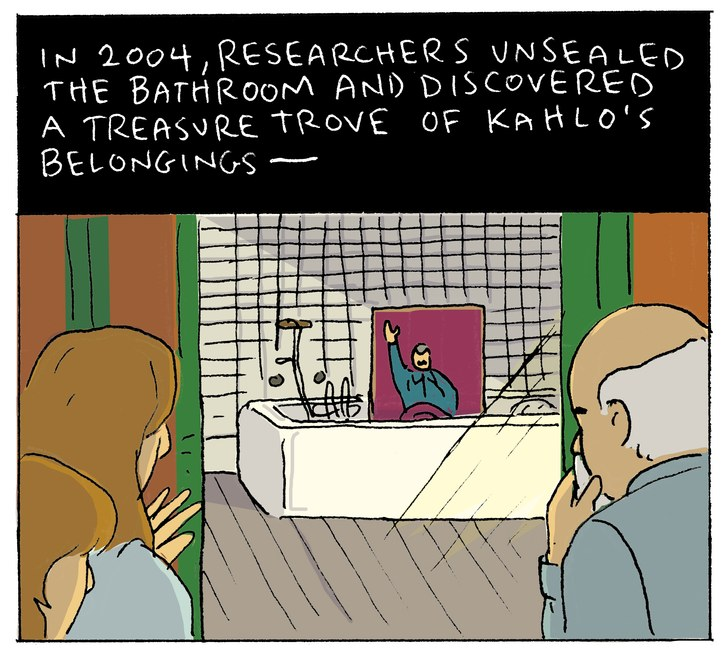 IN 2004, RESEARCHERS UNSEALED
THE BATHROOM AND DISCOVERED
A TREASURE TROVE OF KAHLO'S
BELONGINGS —